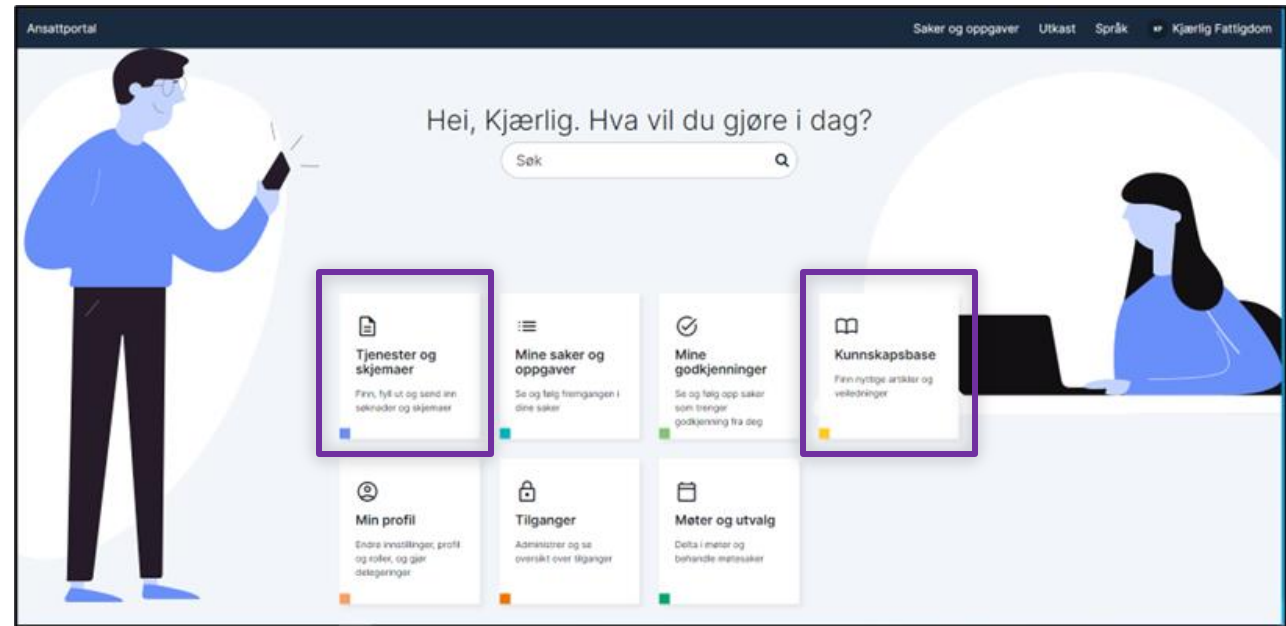 Ansattportal
Saker og oppgaver Utkast Språk KF Kjærlig Fattigdom
Hei, Kjærlig. Hva vil du gjøre i dag?
Søk
Tjenester og
skjemaer
Finn, fyll ut og send inn
søknader og skjemaer
Mine saker og
oppgaver
Se og følg fremgangen i
dine saker
Mine
godkjenninger
Se og følg opp saker
som trenger
godkjenning fra deg
Kunnskapsbase
Finn nyttige artikler og
veiledninger
Min profil
Endre innstillinger, profil
og roller, og gjør
delegeringer
Tilganger
Administrer og se
oversikt over tilganger
Møter og utvalg
Delta i møter og
behandle møtesaker